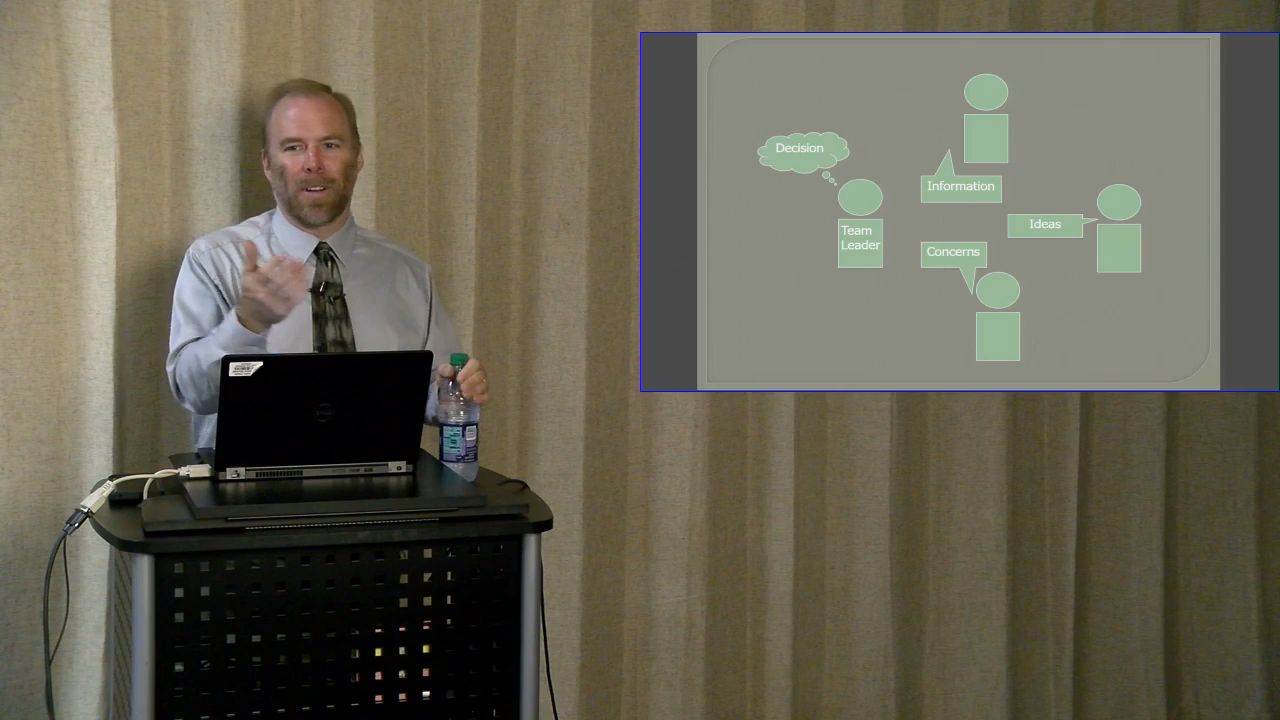 Decision
Information
Team
Leader
Ideas
Concerns